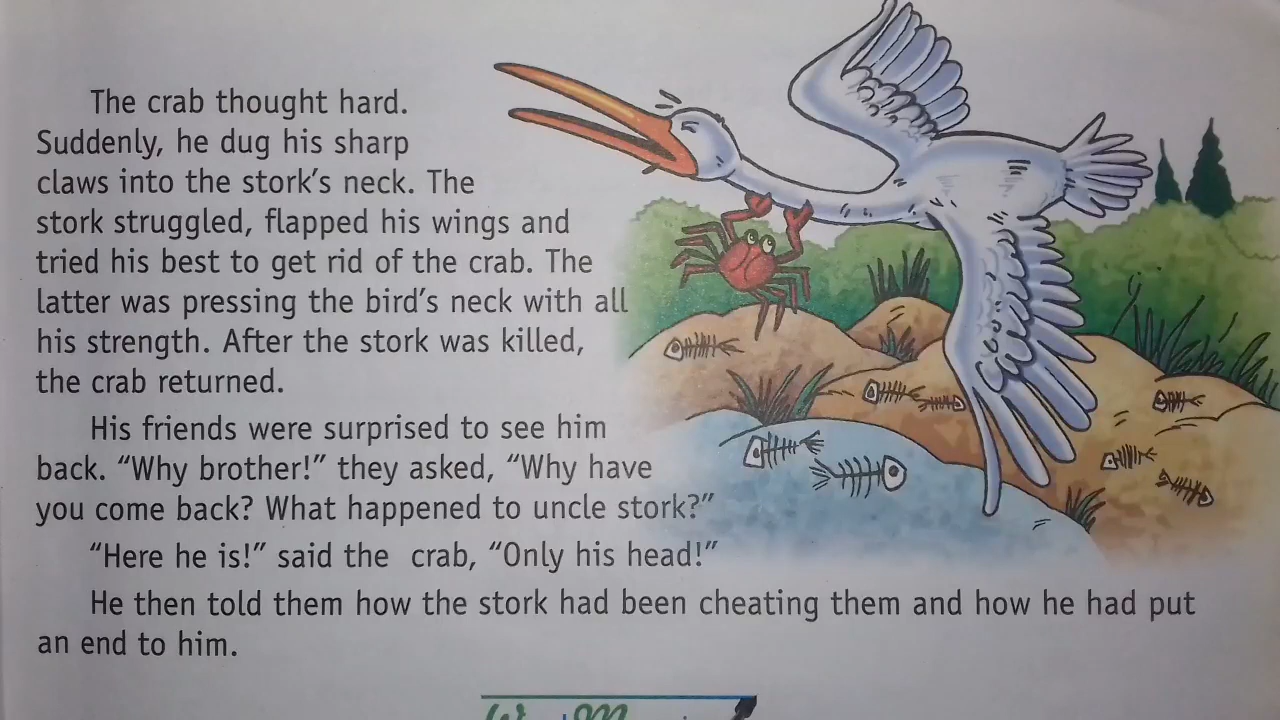 The crab thought hard.
Suddenly, he dug his sharp
claws into the stork's neck. The
stork struggled, flapped his wings and
tried his best to get rid of the crab. The
latter was pressing the bird's neck with all
his strength. After the stork was killed,
the crab returned.
His friends were surprised to see him
back. “Why brother!” they asked, “Why have
you come back? What happened to uncle stork?”
“Here he is!” said the crab, “Only his head!”
He then told them how the stork had been cheating them and how he had put
an end to him.